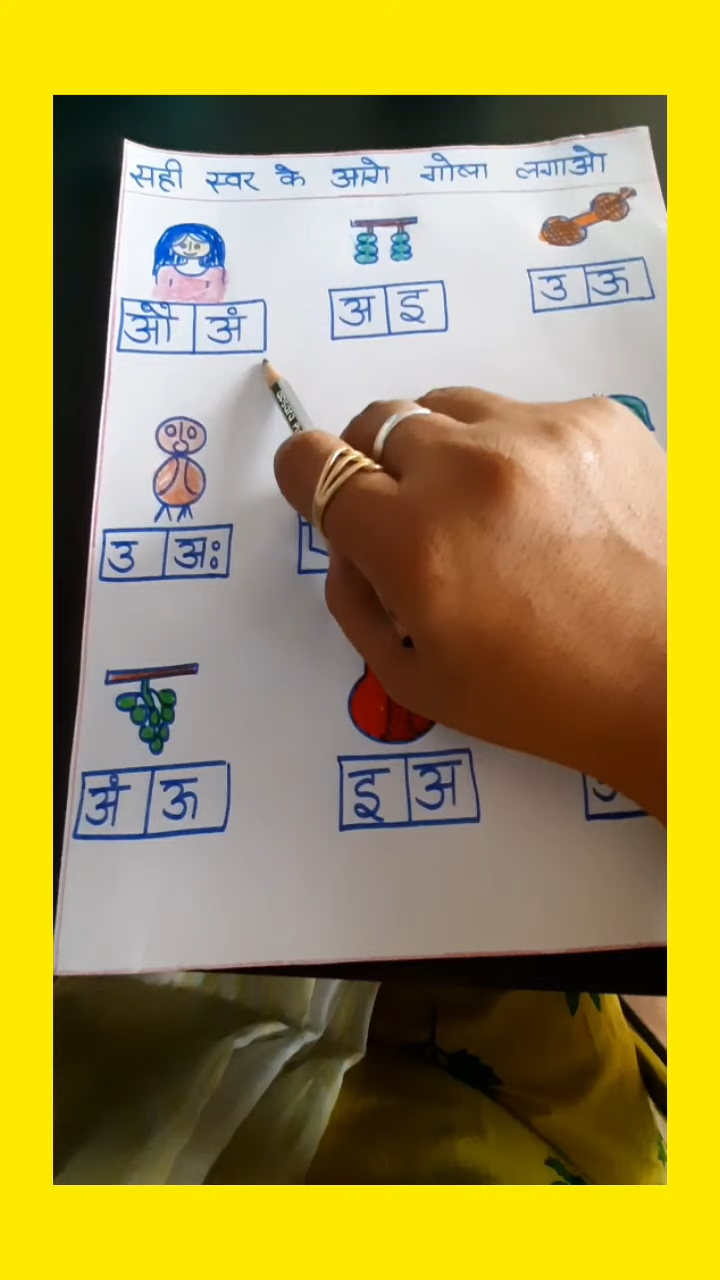 सही स्वर के आगे गोला लगाओ
औ अं
अ इ
उ ऊ
उ अः
अं ऊ
इ अ